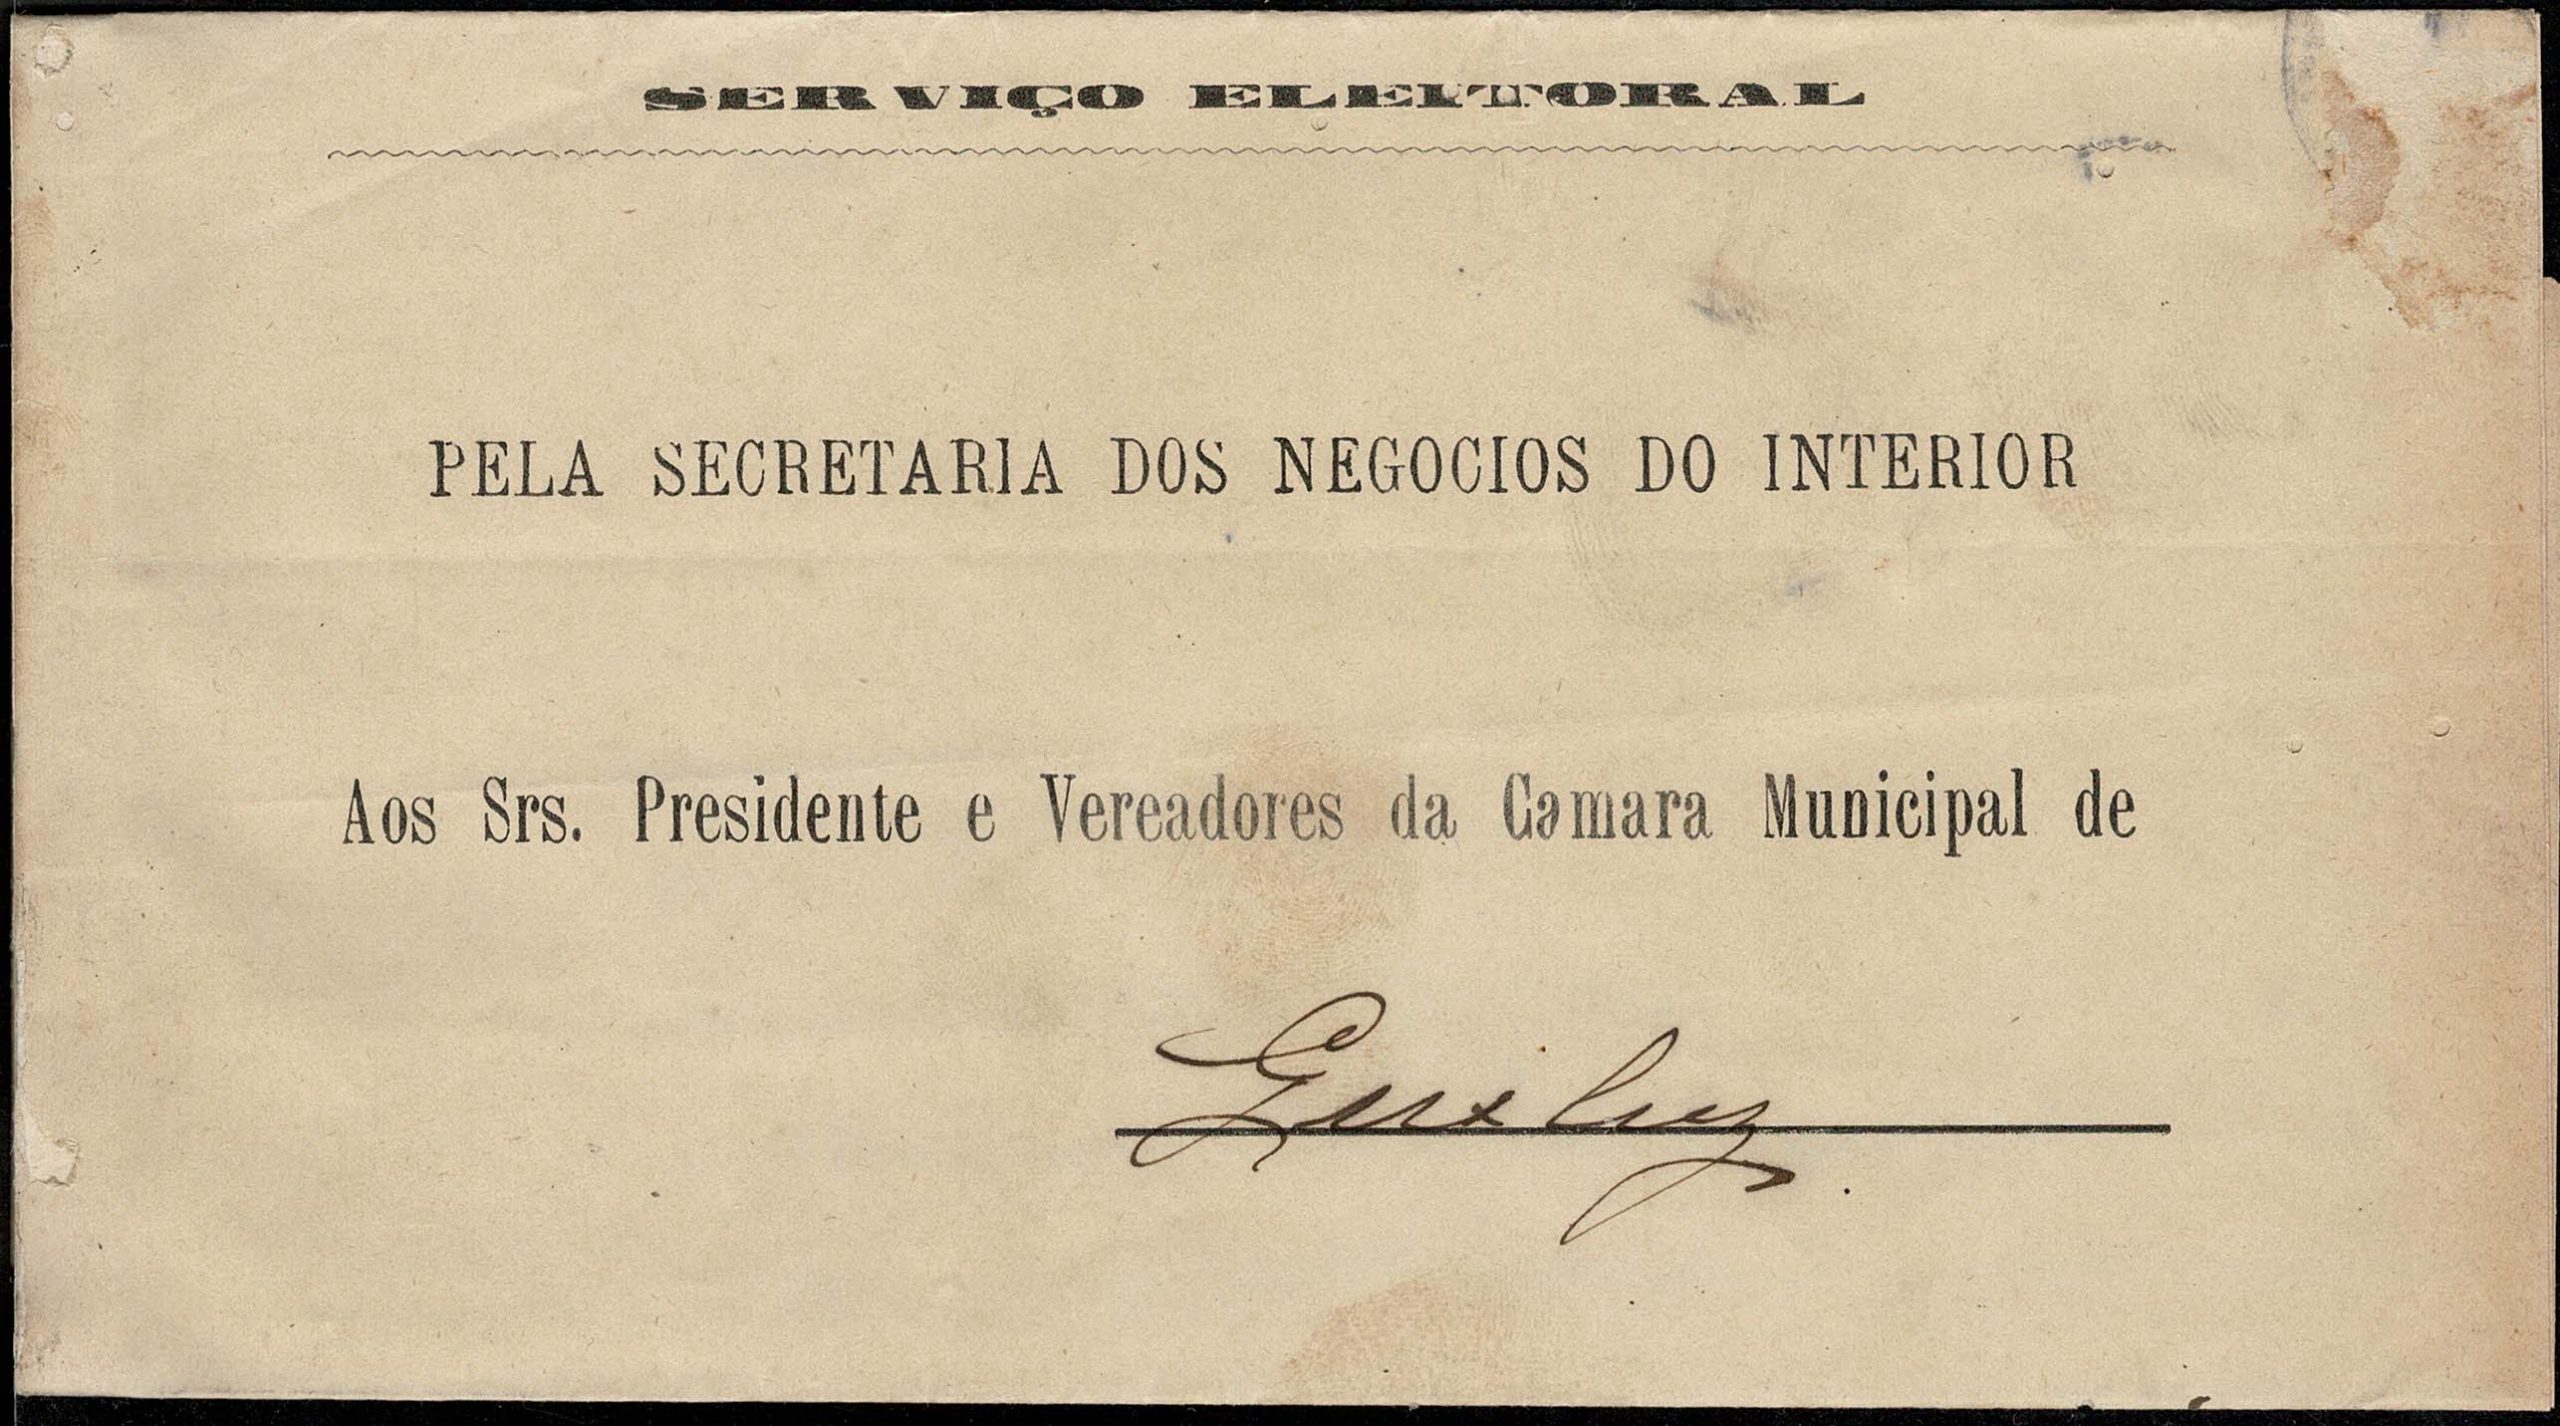 SERVIÇO ELEITORAL
PELA SECRETARIA DOS NEGOCIOS DO INTERIOR
Aos Srs. Presidente e Vereadores da Camara Municipal de